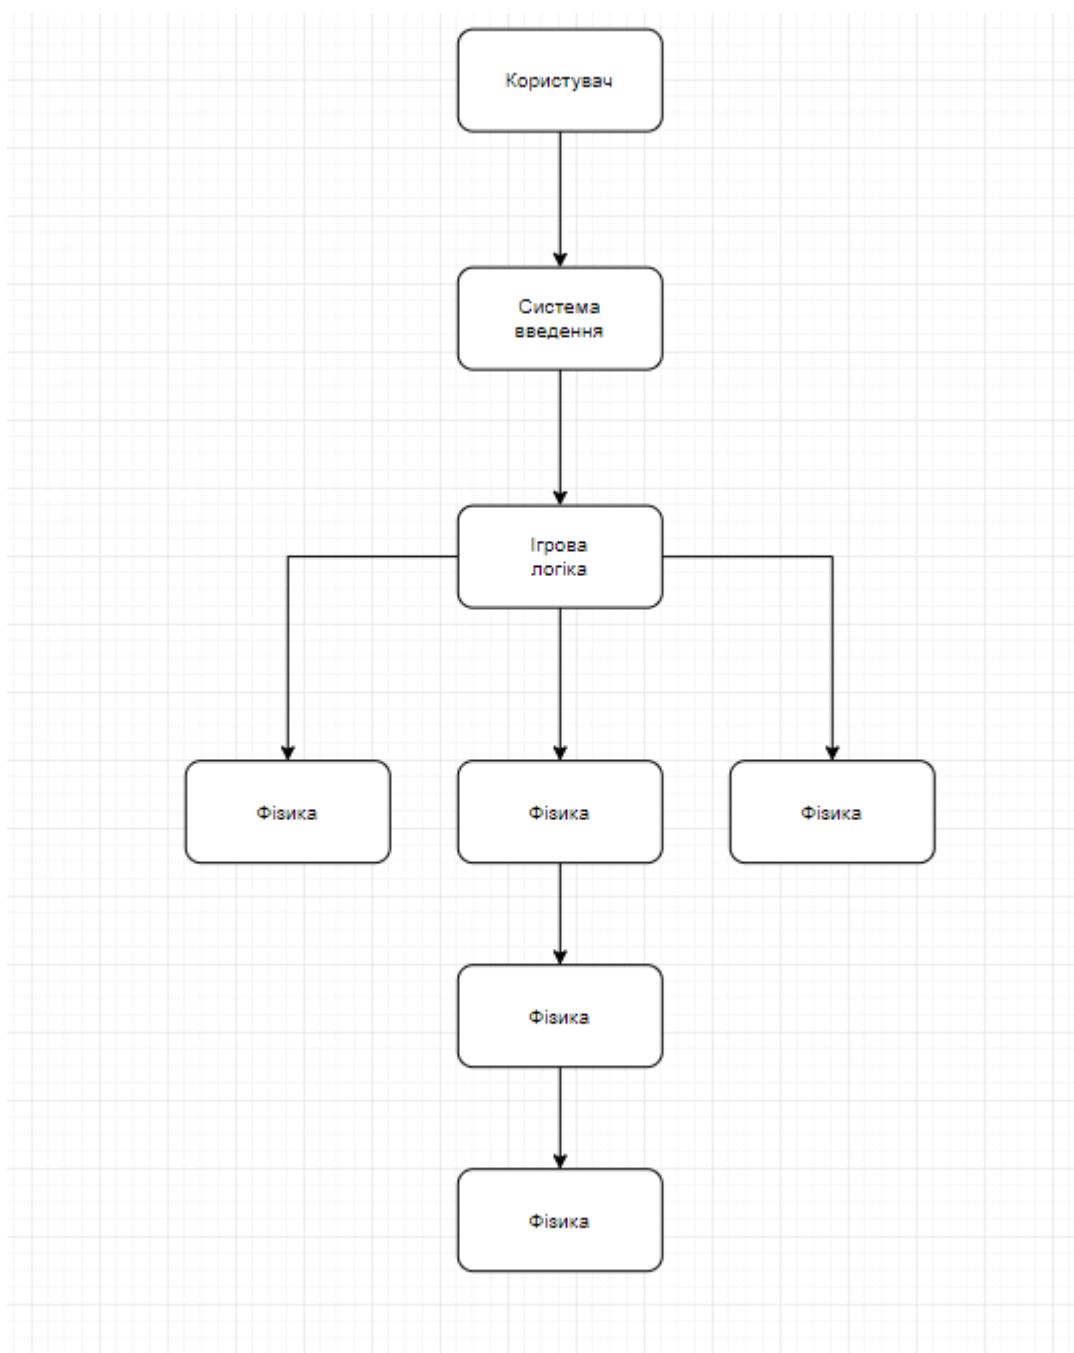 Користувач
Система
введення
Ігрова
логіка
Фізика
Фізика
Фізика
Фізика
Фізика